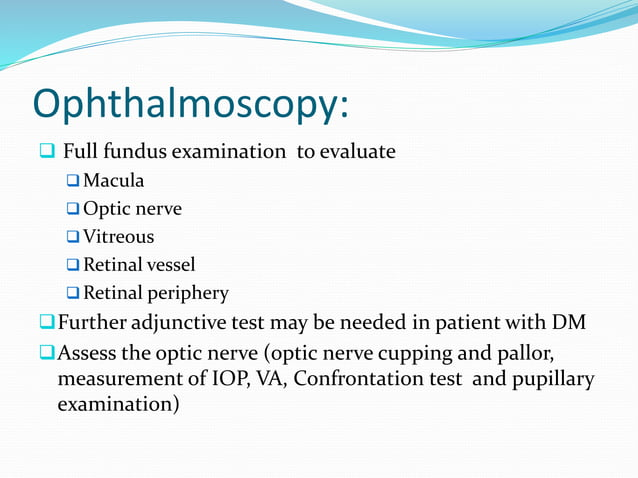 Ophthalmoscopy:
Full fundus examination to evaluate
Macula
Optic nerve
Vitreous
Retinal vessel
Retinal periphery
Further adjunctive test may be needed in patient with DM
Assess the optic nerve (optic nerve cupping and pallor,
measurement of IOP, VA, Confrontation test and pupillary
examination)